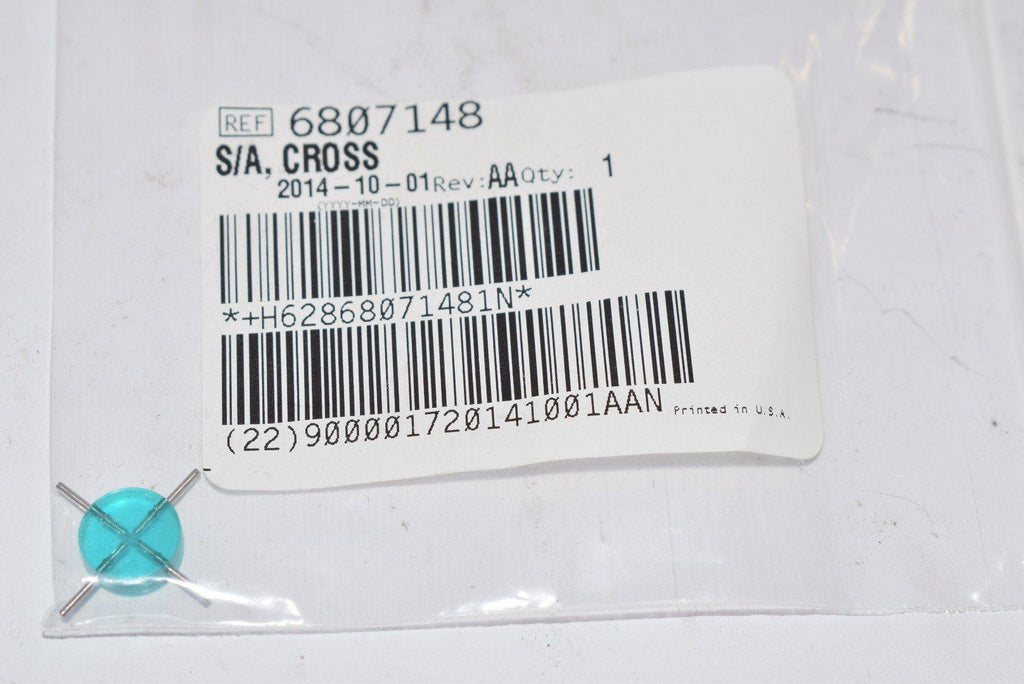 REF 6807148
S/A, CROSS
2014-10-01 Rev: AA Qty: 1
(YYYY-MM-DD)
*+H62868071481N*
(22)90000172014100​1AAN Printed in U.S.A.